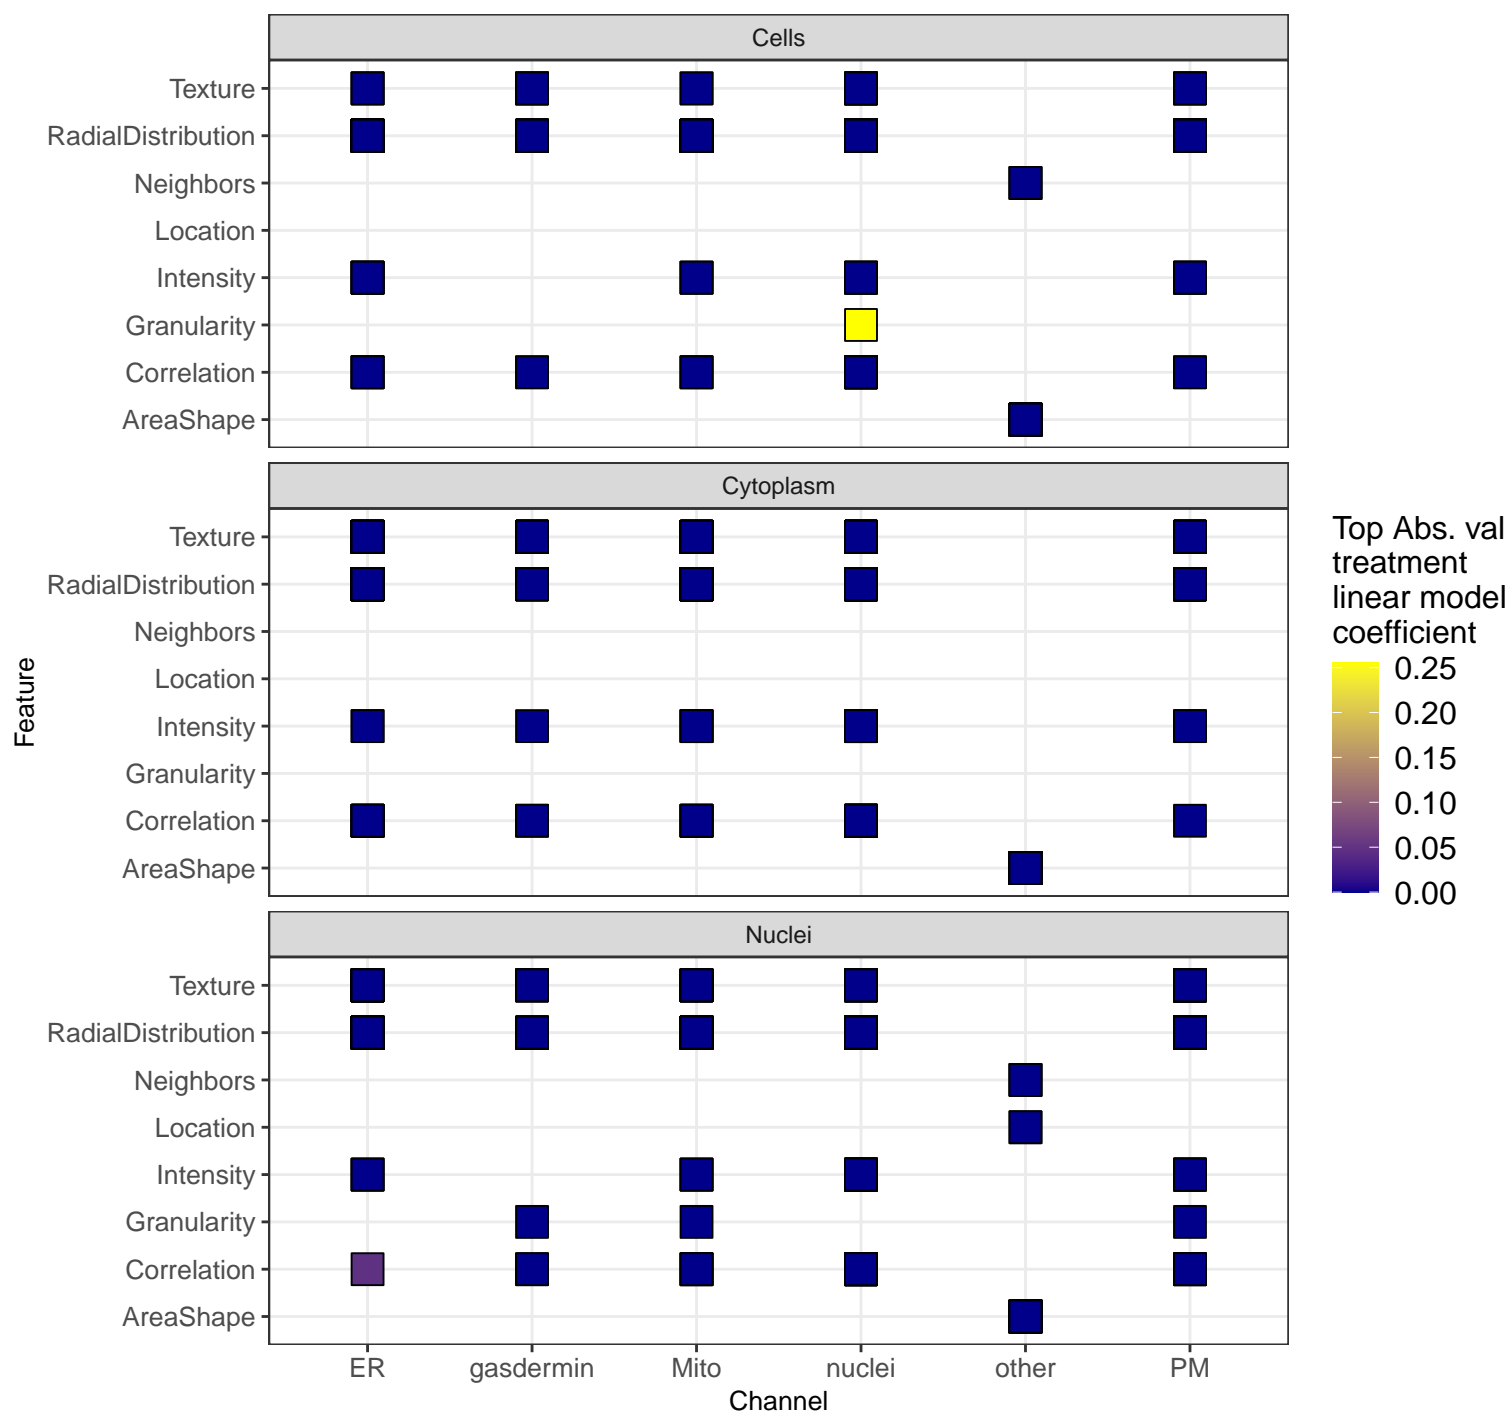 Cells
Texture
RadialDistribution
Neighbors
Location
Intensity
Granularity
Correlation
AreaShape
Cytoplasm
Texture
RadialDistribution
Neighbors
Location
Intensity
Granularity
Correlation
AreaShape
Nuclei
Texture
RadialDistribution
Neighbors
Location
Intensity
Granularity
Correlation
AreaShape
ER gasdermin Mito nuclei other PM
Channel
Feature
Top Abs. val
treatment
linear model
coefficient
0.25
0.20
0.15
0.10
0.05
0.00